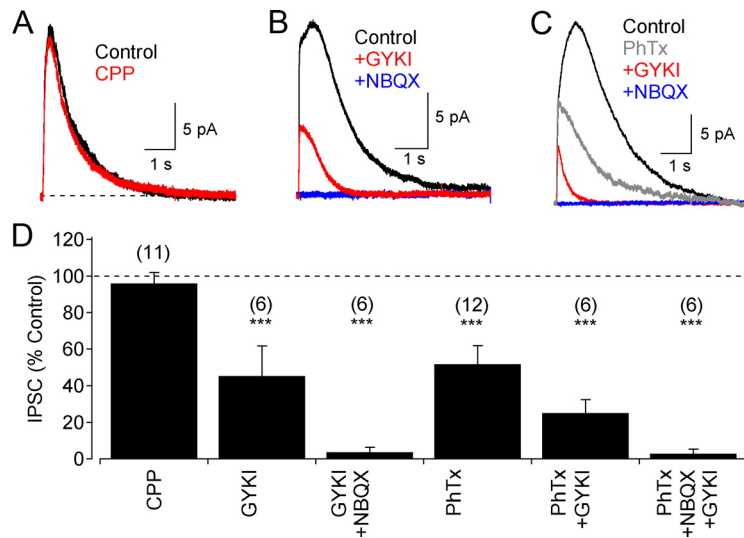 A
Control
CPP
5 pA
1 s
B
Control
+GYKI
+NBQX
5 pA
1 s
C
Control
PhTx
+GYKI
+NBQX
5 pA
1 s
D
IPSC (% Control)
120
100
80
60
40
20
0
(11)
(6)
***
(6)
***
(12)
***
(6)
***
(6)
***
CPP
GYKI
GYKI
+NBQX
PhTx
PhTx
+GYKI
PhTx
+NBQX
+GYKI